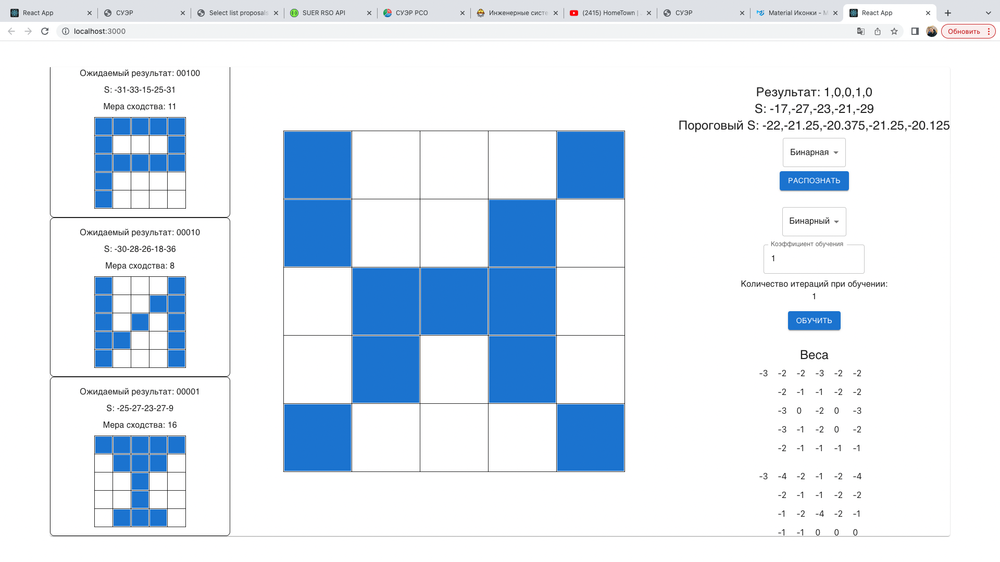 React App
СУЭР
Select list proposals
SUER RSO API
СУЭР РСО
Инженерные систе
(2415) HomeTown |
СУЭР
Material Иконки - M
React App
localhost:3000
Обновить
Ожидаемый результат: 00100
S: -31-33-15-25-31
Мера сходства: 11
Ожидаемый результат: 00010
S: -30-28-26-18-36
Мера сходства: 8
Ожидаемый результат: 00001
S: -25-27-23-27-9
Мера сходства: 16
Результат: 1,0,0,1,0
S: -17,-27,-23,-21,-29
Пороговый S: -22,-21.25,-20.375,-21.25,-20.125
Бинарная
РАСПОЗНАТЬ
Бинарный
Коэффициент обучения
1
Количество итераций при обучении:
1
ОБУЧИТЬ
Веса
-3 -2 -2 -3 -2 -2
-2 -1 -1 -2 -2
-3 0 -2 0 -3
-3 -1 -2 0 -2
-2 -1 -1 -1 -1
-3 -4 -2 -1 -2 -4
-2 -1 -1 -2 -2
-1 -2 -4 -2 -1
-1 -1 0 0 0